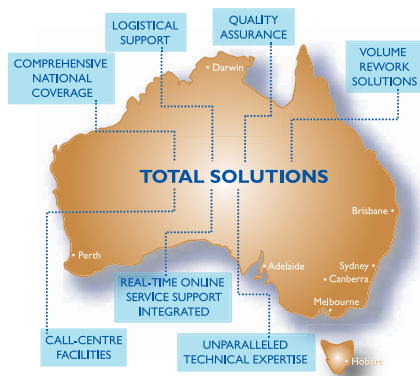 LOGISTICAL
SUPPORT
QUALITY
ASSURANCE
COMPREHENSIVE
NATIONAL
COVERAGE
VOLUME
REWORK
SOLUTIONS
Darwin
TOTAL SOLUTIONS
Brisbane
Perth
Adelaide
Sydney
Canberra
Melbourne
REAL-TIME ONLINE
SERVICE SUPPORT
INTEGRATED
CALL-CENTRE
FACILITIES
UNPARALLELED
TECHNICAL EXPERTISE
Hobart